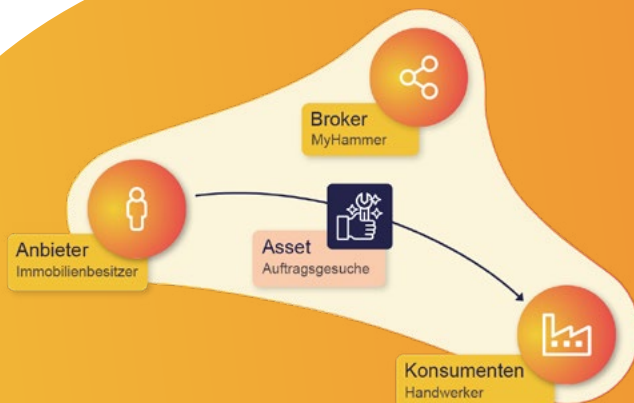 Broker
MyHammer
Anbieter
Immobilienbesitzer
Asset
Auftragsgesuche
Konsumenten
Handwerker